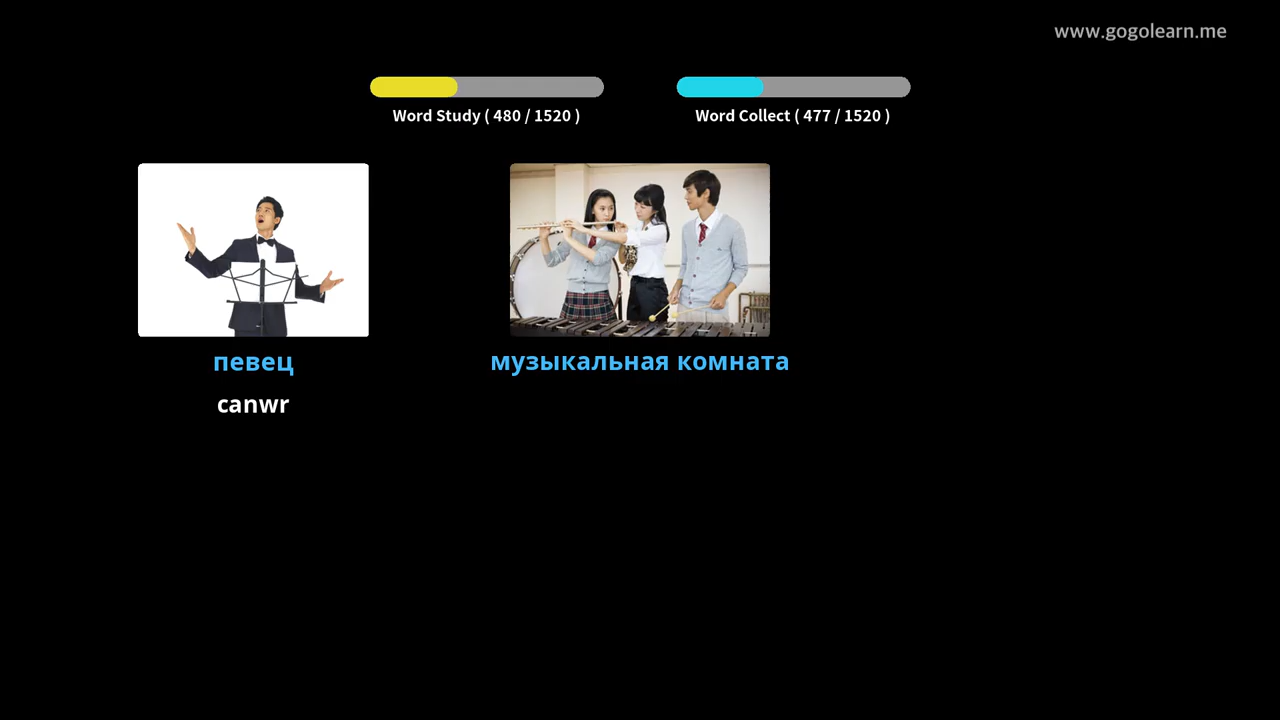 www.gogolearn.me
Word Study ( 480 / 1520 )
Word Collect ( 477 / 1520 )
певец
canwr
музыкальная комната